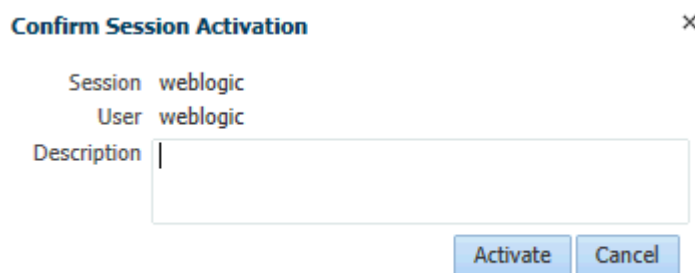 Confirm Session Activation
Session weblogic
User weblogic
Description
Activate Cancel